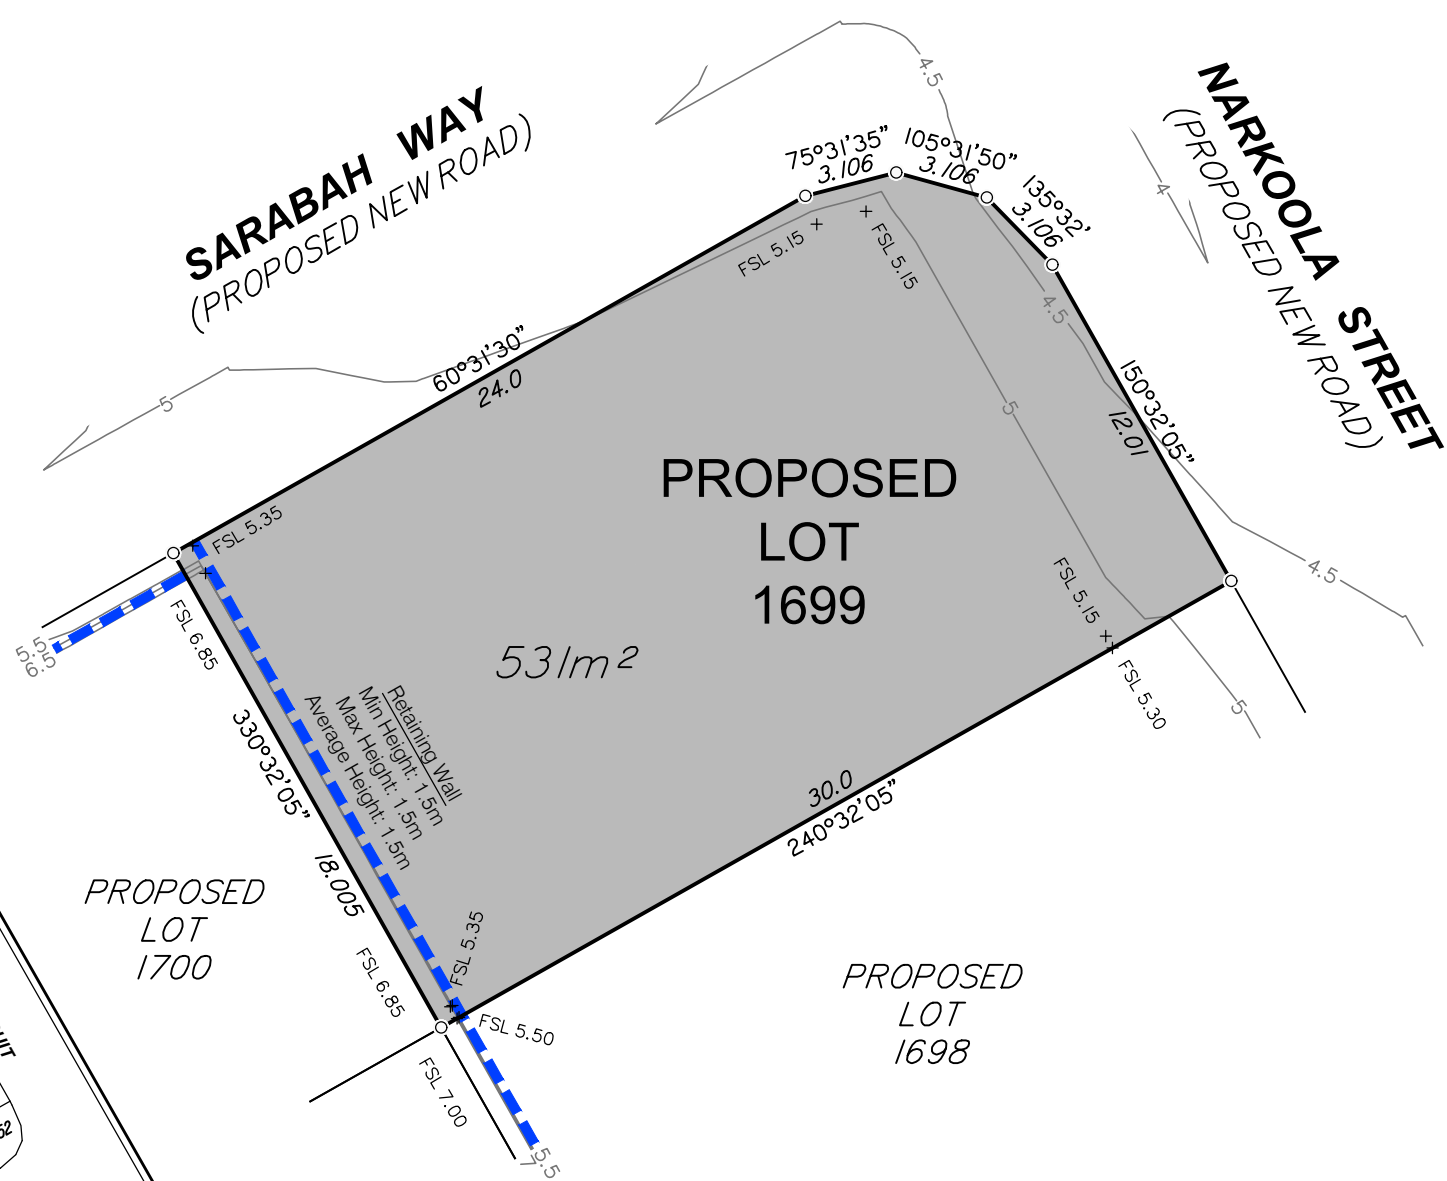 SARABAH WAY
(PROPOSED NEW ROAD)
NARKOOLA STREET
(PROPOSED NEW ROAD)
4.5
4
75°31'35"
3.106
105°31'50"
3.106
135°32'
3.106
FSL 5.15
FSL 5.15
4.5
5
60°31'30"
24.0
5
150°32'05"
12.01
PROPOSED
LOT
1699
531m²
FSL 5.35
FSL 6.85
5.5
6.5
FSL 5.15
FSL 5.30
4.5
5
Retaining Wall
Min Height: 1.5m
Max Height: 1.5m
Average Height: 1.5m
330°32'05"
18.005
30.0
240°32'05"
PROPOSED
LOT
1700
FSL 5.35
FSL 6.85
FSL 5.50
FSL 7.00
PROPOSED
LOT
1698
5.5
7